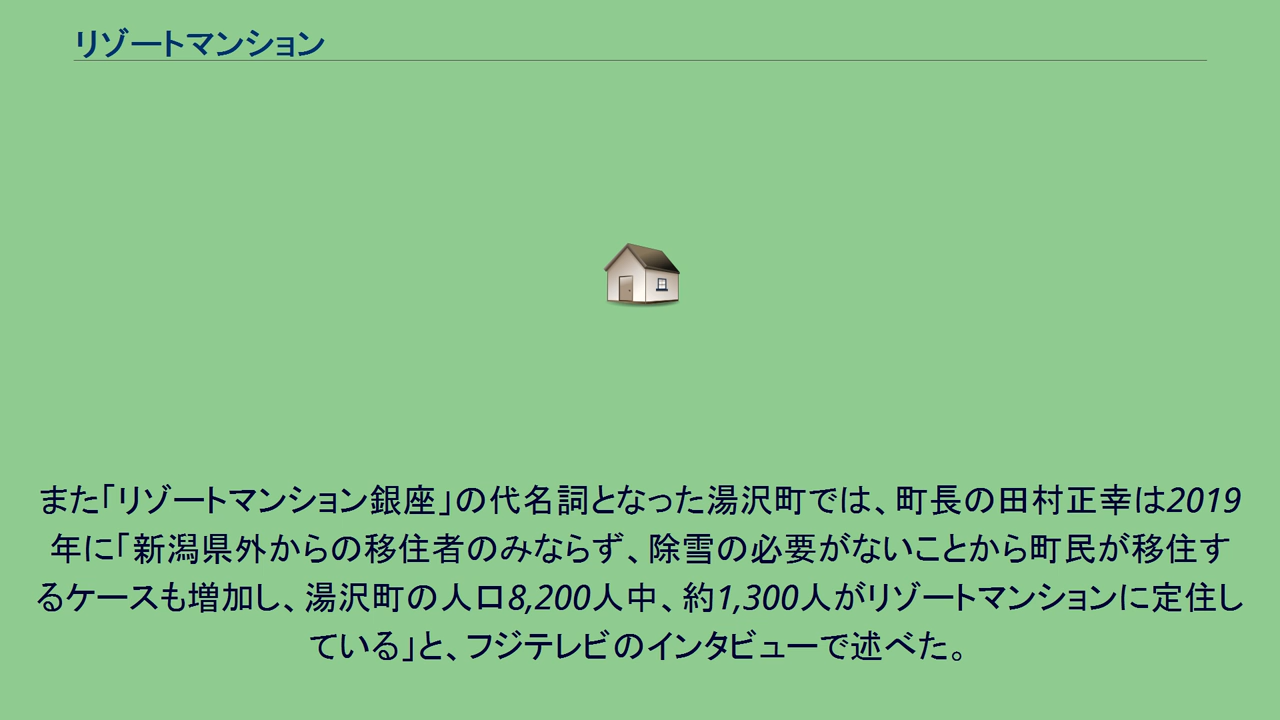 リゾートマンション
また｢リゾートマンション銀座｣の代名詞となった湯沢町では､町長の田村正幸は2019
年に｢新潟県外からの移住者のみならず､除雪の必要がないことから町民が移住す
るケースも増加し､湯沢町の人口8,200人中､約1,300人がリゾートマンションに定住し
ている｣と､フジテレビのインタビューで述べた｡